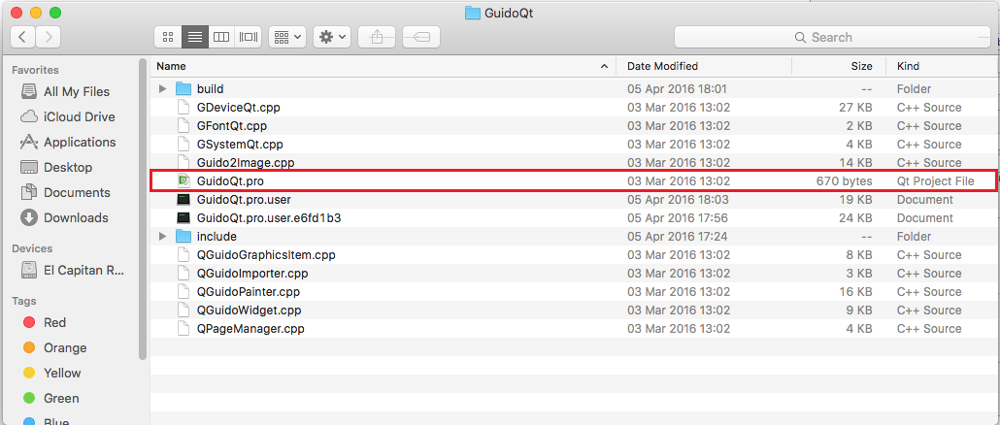 GuidoQt
Search
Favorites
All My Files
iCloud Drive
Applications
Desktop
Documents
Downloads
Devices
El Capitan R...
Tags
Red
Orange
Yellow
Green
Blue
Name Date Modified Size Kind
build 05 Apr 2016 18:01 -- Folder
GDeviceQt.cpp 03 Mar 2016 13:02 27 KB C++ Source
GFontQt.cpp 03 Mar 2016 13:02 2 KB C++ Source
GSystemQt.cpp 03 Mar 2016 13:02 4 KB C++ Source
Guido2Image.cpp 03 Mar 2016 13:02 14 KB C++ Source
GuidoQt.pro 03 Mar 2016 13:02 670 bytes Qt Project File
GuidoQt.pro.user 05 Apr 2016 18:03 19 KB Document
GuidoQt.pro.user.e6fd1b3 05 Apr 2016 17:56 24 KB Document
include 05 Apr 2016 17:24 -- Folder
QGuidoGraphicsItem.cpp 03 Mar 2016 13:02 8 KB C++ Source
QGuidoImporter.cpp 03 Mar 2016 13:02 3 KB C++ Source
QGuidoPainter.cpp 03 Mar 2016 13:02 16 KB C++ Source
QGuidoWidget.cpp 03 Mar 2016 13:02 9 KB C++ Source
QPageManager.cpp 03 Mar 2016 13:02 4 KB C++ Source